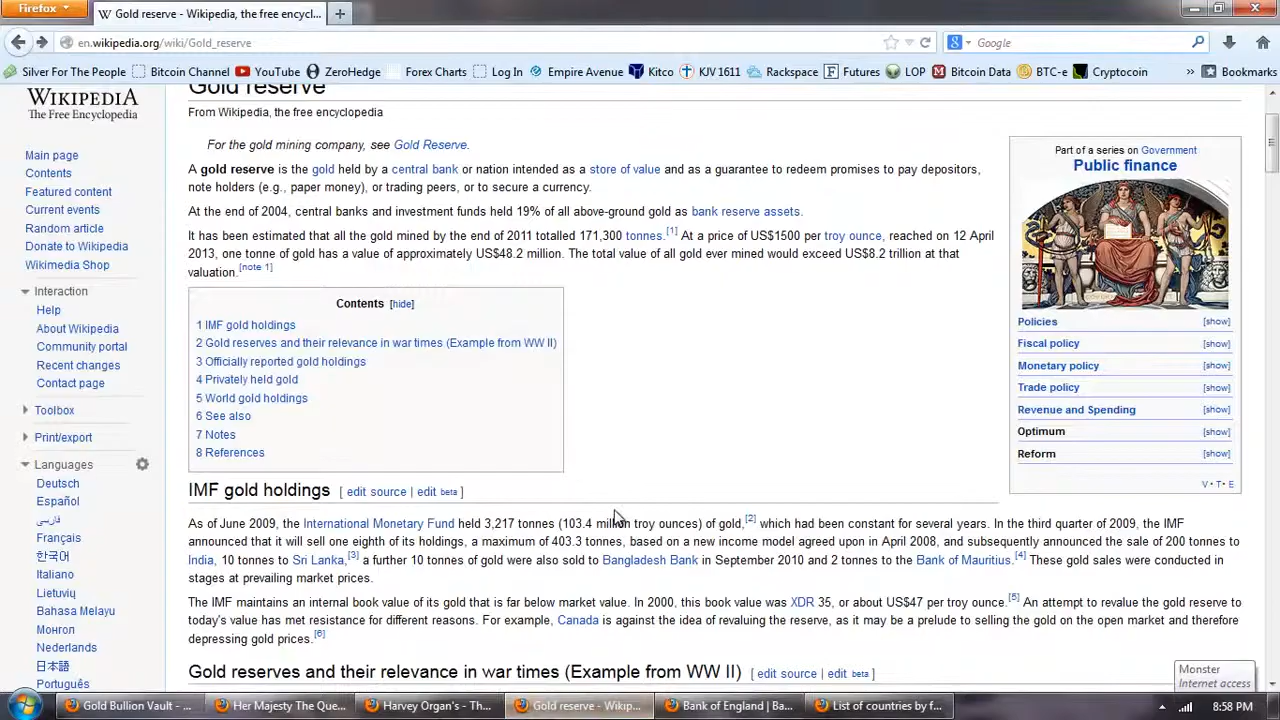 Firefox
Gold reserve - Wikipedia, the free encycl...
en.wikipedia.org/wiki/Gold_reserve
Google
Silver For The People
Bitcoin Channel
YouTube
ZeroHedge
Forex Charts
Log In
Empire Avenue
Kitco
KJV 1611
Rackspace
Futures
LOP
Bitcoin Data
BTC-e
Cryptocoin
»
Bookmarks
WIKIPEDIA
The Free Encyclopedia
Main page
Contents
Featured content
Current events
Random article
Donate to Wikipedia
Wikimedia Shop
Interaction
Help
About Wikipedia
Community portal
Recent changes
Contact page
Toolbox
Print/export
Languages
Deutsch
Español
فارسی
Français
한국어
Italiano
Lietuvių
Bahasa Melayu
Монгол
Nederlands
日本語
Português
Gold reserve
From Wikipedia, the free encyclopedia
For the gold mining company, see Gold Reserve.
A gold reserve is the gold held by a central bank or nation intended as a store of value and as a guarantee to redeem promises to pay depositors,
note holders (e.g., paper money), or trading peers, or to secure a currency.
At the end of 2004, central banks and investment funds held 19% of all above-ground gold as bank reserve assets.
It has been estimated that all the gold mined by the end of 2011 totalled 171,300 tonnes.[1] At a price of US$1500 per troy ounce, reached on 12 April
2013, one tonne of gold has a value of approximately US$48.2 million. The total value of all gold ever mined would exceed US$8.2 trillion at that
valuation.[note 1]
Contents [hide]
1 IMF gold holdings
2 Gold reserves and their relevance in war times (Example from WW II)
3 Officially reported gold holdings
4 Privately held gold
5 World gold holdings
6 See also
7 Notes
8 References
Part of a series on Government
Public finance
Policies [show]
Fiscal policy [show]
Monetary policy [show]
Trade policy [show]
Revenue and Spending [show]
Optimum [show]
Reform [show]
V • T • E
IMF gold holdings [ edit source | edit beta ]
As of June 2009, the International Monetary Fund held 3,217 tonnes (103.4 million troy ounces) of gold,[2] which had been constant for several years. In the third quarter of 2009, the IMF
announced that it will sell one eighth of its holdings, a maximum of 403.3 tonnes, based on a new income model agreed upon in April 2008, and subsequently announced the sale of 200 tonnes to
India, 10 tonnes to Sri Lanka,[3] a further 10 tonnes of gold were also sold to Bangladesh Bank in September 2010 and 2 tonnes to the Bank of Mauritius.[4] These gold sales were conducted in
stages at prevailing market prices.
The IMF maintains an internal book value of its gold that is far below market value. In 2000, this book value was XDR 35, or about US$47 per troy ounce.[5] An attempt to revalue the gold reserve to
today's value has met resistance for different reasons. For example, Canada is against the idea of revaluing the reserve, as it may be a prelude to selling the gold on the open market and therefore
depressing gold prices.[6]
Gold reserves and their relevance in war times (Example from WW II) [ edit source | edit beta ]
Monster
Internet access
Gold Bullion Vault - ...
Her Majesty The Que...
Harvey Organ's - Th...
Gold reserve - Wikip...
Bank of England | Ba...
List of countries by f...
8:58 PM